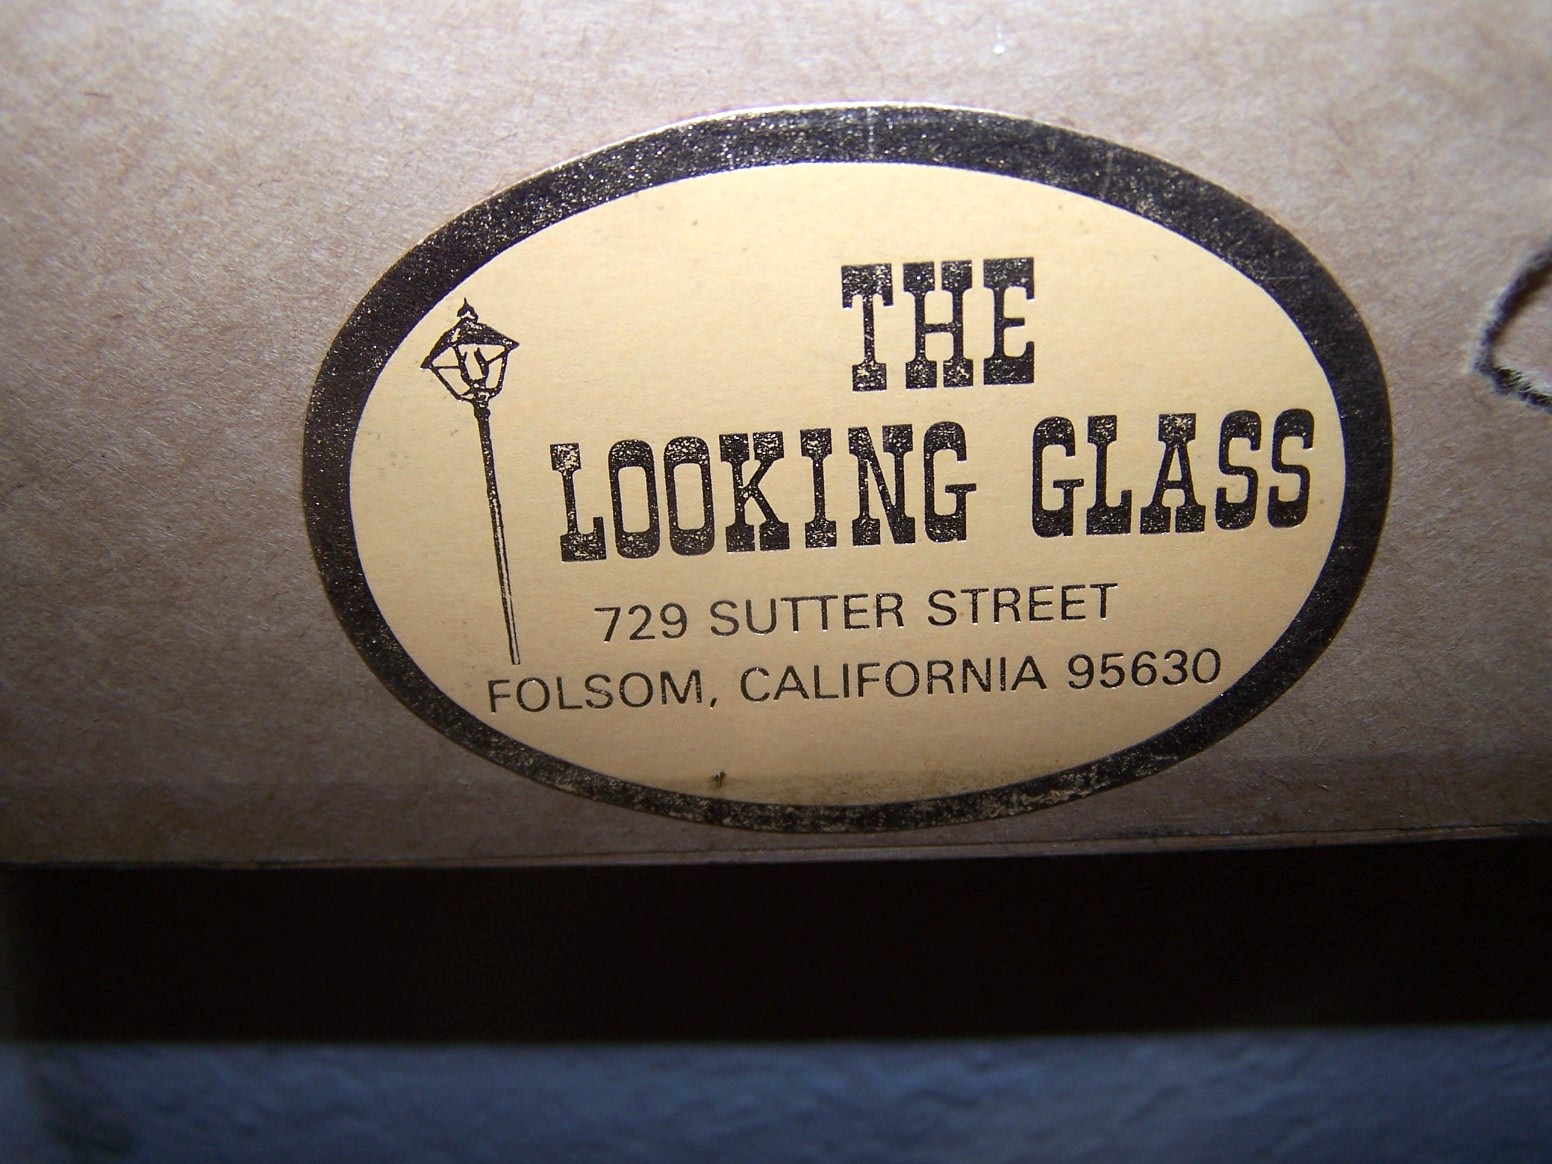 THE
LOOKING GLASS
729 SUTTER STREET
FOLSOM, CALIFORNIA 95630